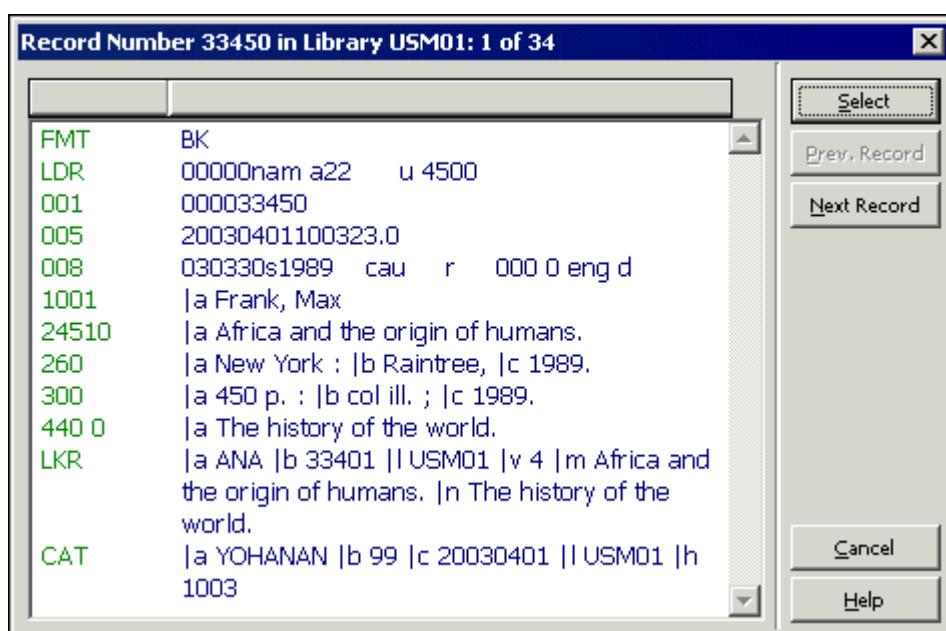 Record Number 33450 in Library USM01: 1 of 34
FMT BK
LDR 00000nam a22 u 4500
001 000033450
005 20030401100323.0
008 030330s1989 cau r 000 0 eng d
1001 |a Frank, Max
24510 |a Africa and the origin of humans.
260 |a New York : |b Raintree, |c 1989.
300 |a 450 p. : |b col ill. ; |c 1989.
440 0 |a The history of the world.
LKR |a ANA |b 33401 |l USM01 |v 4 |m Africa and
the origin of humans. |n The history of the
world.
CAT |a YOHANAN |b 99 |c 20030401 |l USM01 |h
1003
Select
Prev. Record
Next Record
Cancel
Help